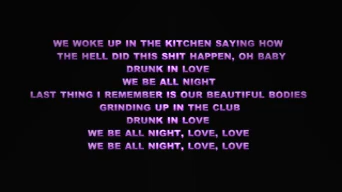 WE WOKE UP IN THE KITCHEN SAYING HOW
THE HELL DID THIS SHIT HAPPEN, OH BABY
DRUNK IN LOVE
WE BE ALL NIGHT
LAST THING I REMEMBER IS OUR BEAUTIFUL BODIES
GRINDING UP IN THE CLUB
DRUNK IN LOVE
WE BE ALL NIGHT, LOVE, LOVE
WE BE ALL NIGHT, LOVE, LOVE